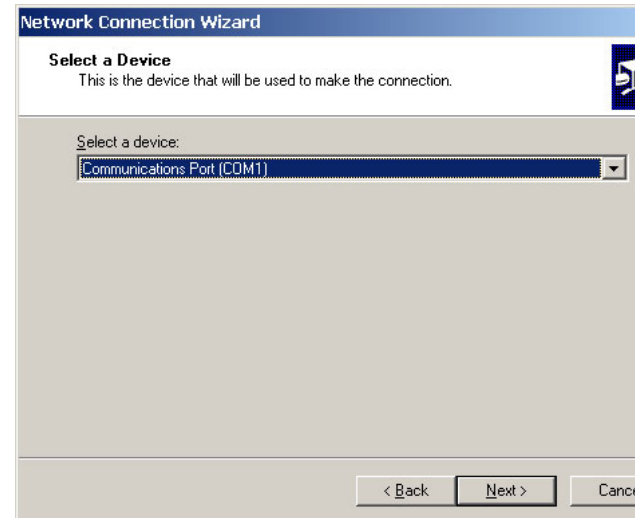 Network Connection Wizard
Select a Device
This is the device that will be used to make the connection.
Select a device:
Communications Port (COM1)
< Back Next > Cance